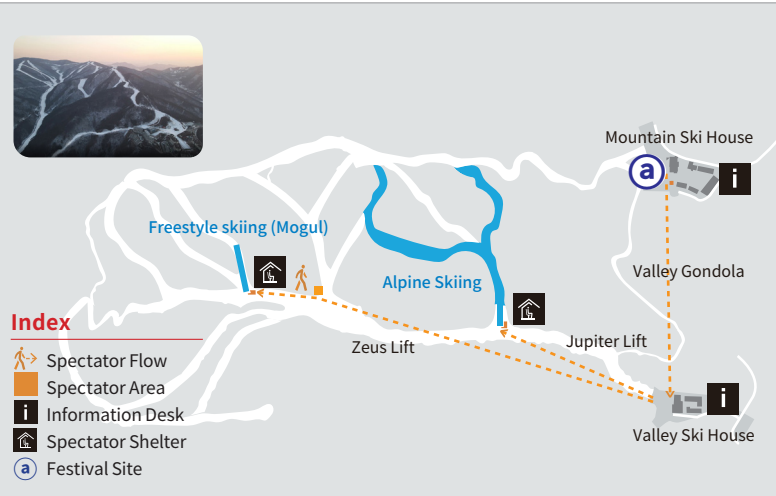 Mountain Ski House
a
i
Freestyle skiing (Mogul)
Valley Gondola
Alpine Skiing
Index
Zeus Lift
Jupiter Lift
Spectator Flow
Spectator Area
i
Information Desk
i
Spectator Shelter
Valley Ski House
a
Festival Site